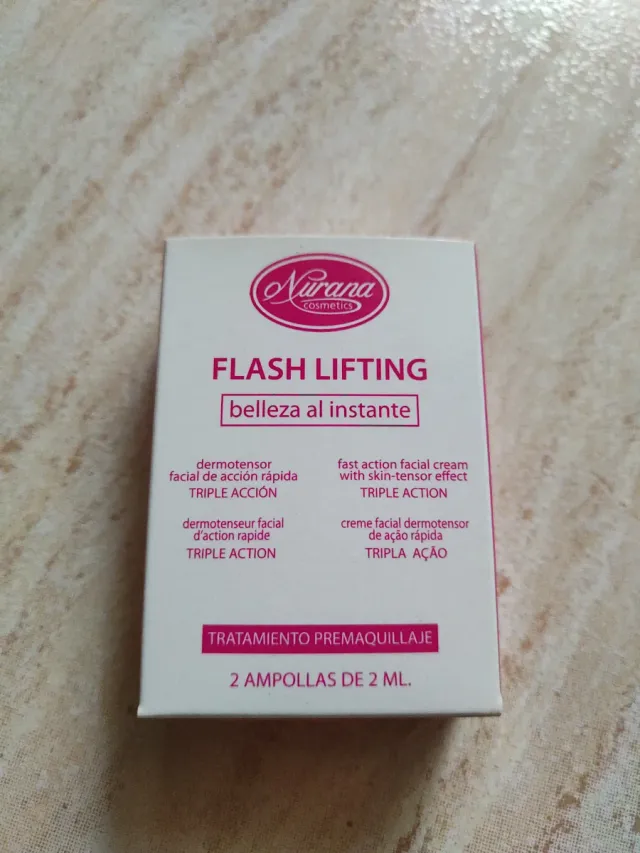 Nurana
cosmetics
FLASH LIFTING
belleza al instante
dermotensor
facial de acción rápida
TRIPLE ACCIÓN
fast action facial cream
with skin-tensor effect
TRIPLE ACTION
dermotenseur facial
d'action rapide
TRIPLE ACTION
creme facial dermotensor
de ação rápida
TRIPLA AÇÃO
TRATAMIENTO PREMAQUILLAJE
2 AMPOLLAS DE 2 ML.